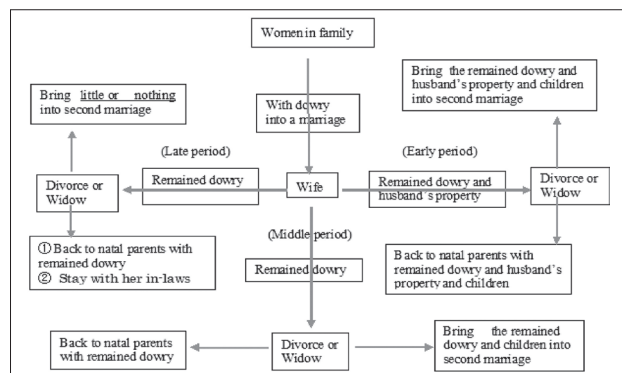 Women in family
Bring the remained dowry and
husband's property and children
into second marriage
Bring little or nothing
into second marriage
With dowry
into a marriage
(Late period)
(Early period)
Divorce or
Widow
Remained dowry
Wife
Remained dowry and
husband's property
Divorce or
Widow
(Middle period)
① Back to natal parents with
remained dowry
② Stay with her in-laws
Remained dowry
Back to natal parents with
remained dowry and husband's
property and children
Back to natal parents
with remained dowry
Divorce or
Widow
Bring the remained
dowry and children into
second marriage